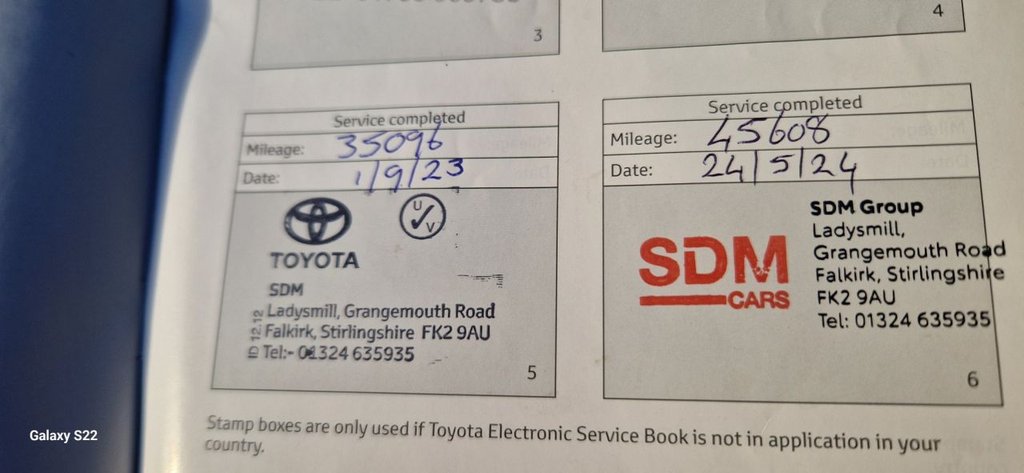 3
4
Service completed
Mileage: 35096
Date: 1/9/23
U
V
TOYOTA
SDM
Ladysmill, Grangemouth Road
Falkirk, Stirlingshire FK2 9AU
Tel:- 01324 635935
ID 12.12
5
Service completed
Mileage: 45608
Date: 24/5/24
SDM
CARS
SDM Group
Ladysmill,
Grangemouth Road
Falkirk, Stirlingshire
FK2 9AU
Tel: 01324 635935
6
Stamp boxes are only used if Toyota Electronic Service Book is not in application in your
country.
Galaxy S22